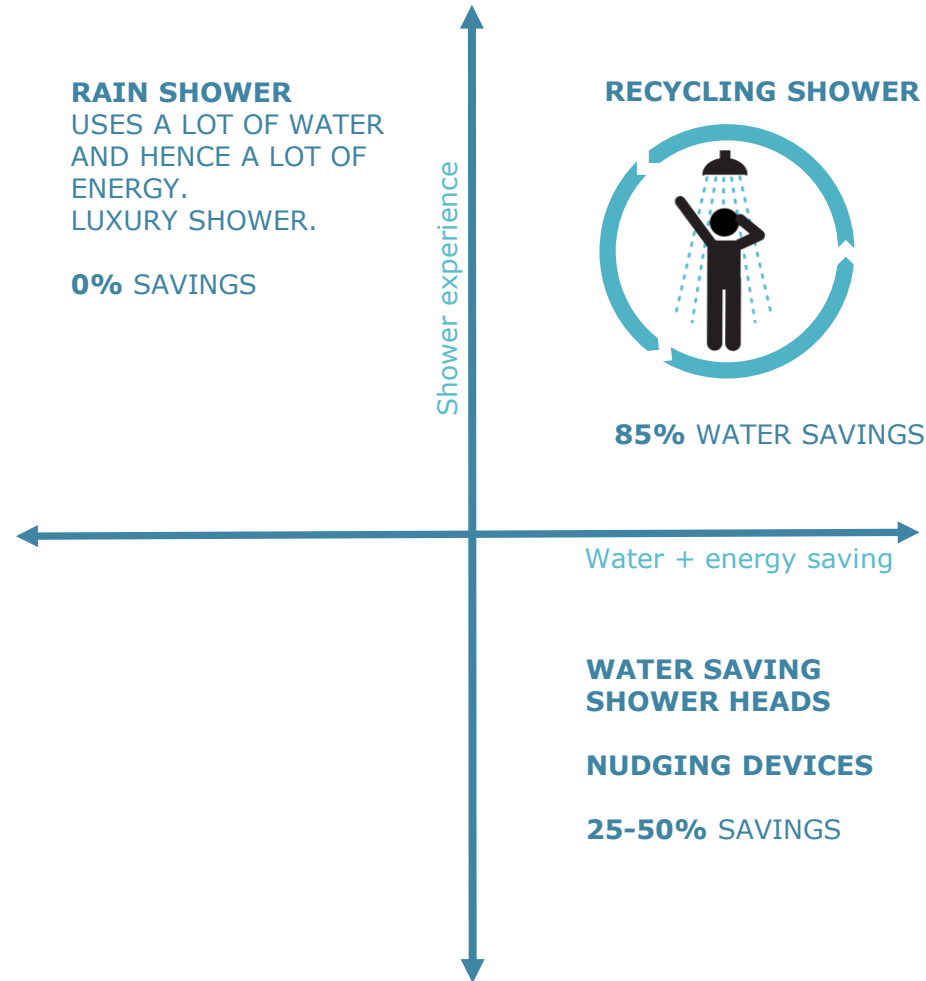 RAIN SHOWER
USES A LOT OF WATER
AND HENCE A LOT OF
ENERGY.
LUXURY SHOWER.
0% SAVINGS
Shower experience
RECYCLING SHOWER
85% WATER SAVINGS
Water + energy saving
WATER SAVING
SHOWER HEADS
NUDGING DEVICES
25-50% SAVINGS